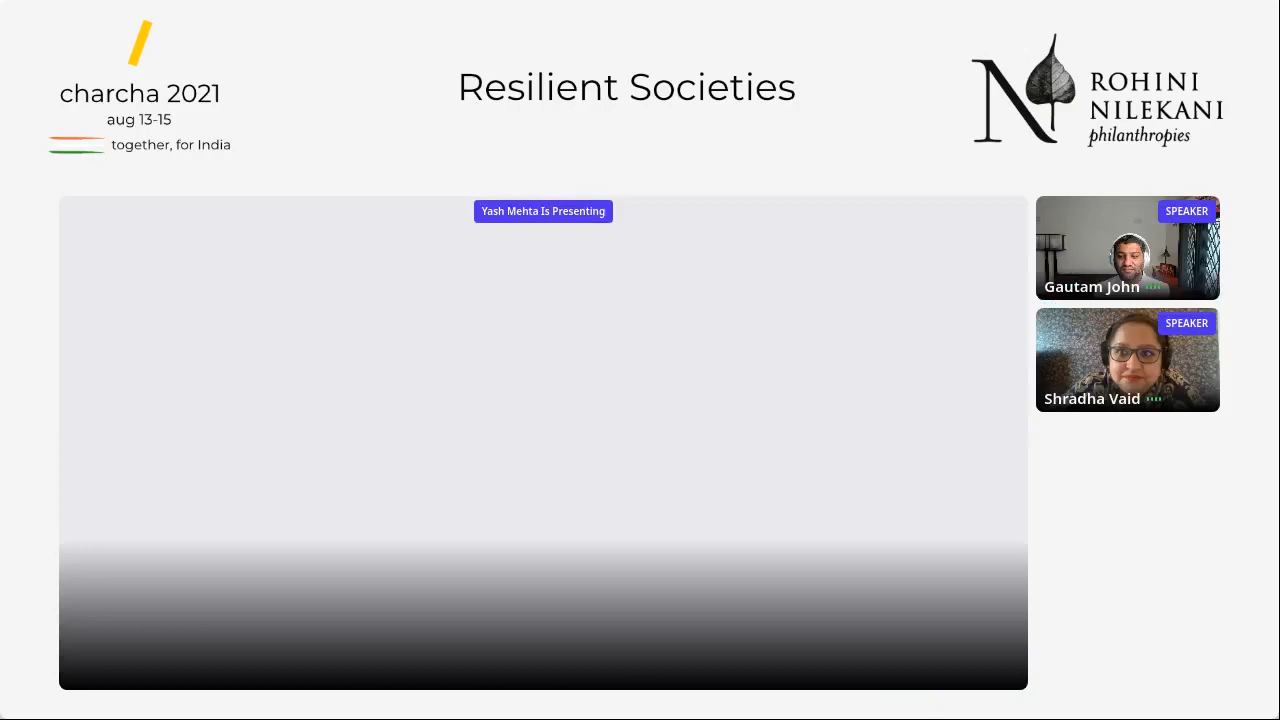 charcha 2021
aug 13-15
together, for India
Resilient Societies
N
ROHINI
NILEKANI
philanthropies
Yash Mehta Is Presenting
SPEAKER
Gautam John
SPEAKER
Shradha Vaid